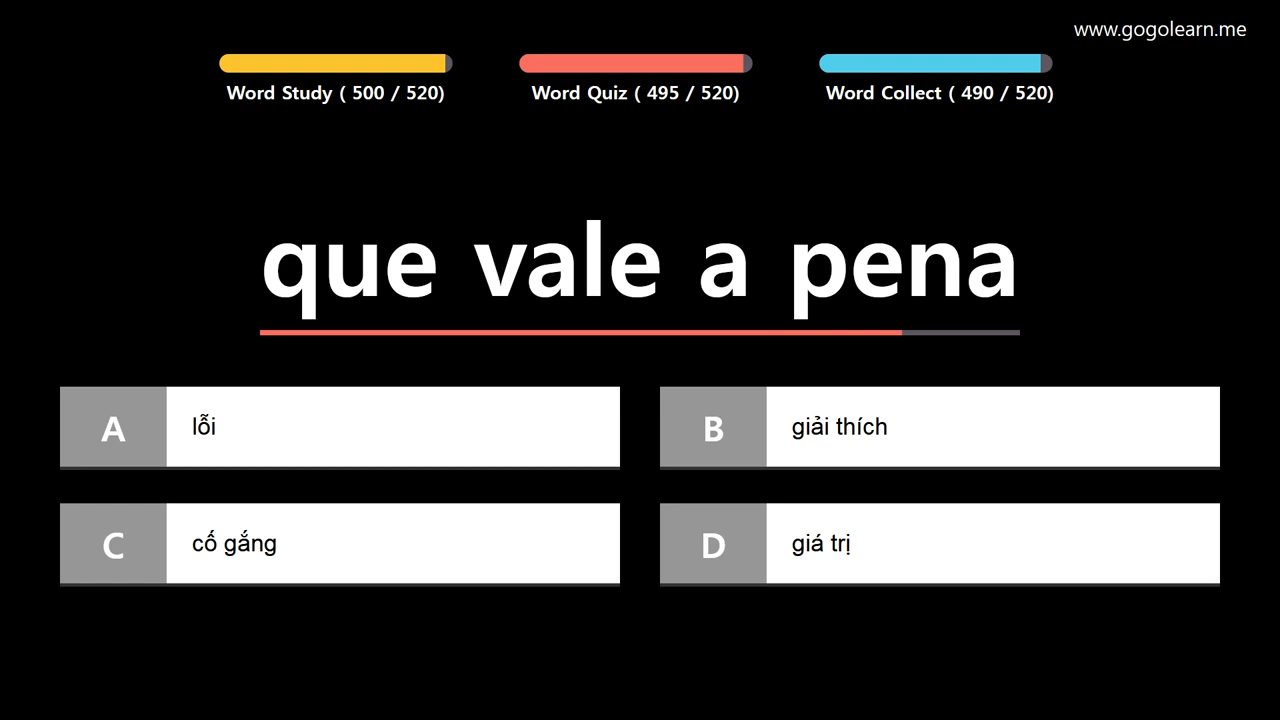 www.gogolearn.me
Word Study ( 500 / 520)
Word Quiz ( 495 / 520)
Word Collect ( 490 / 520)
que vale a pena
A lỗi
B giải thích
C cố gắng
D giá trị